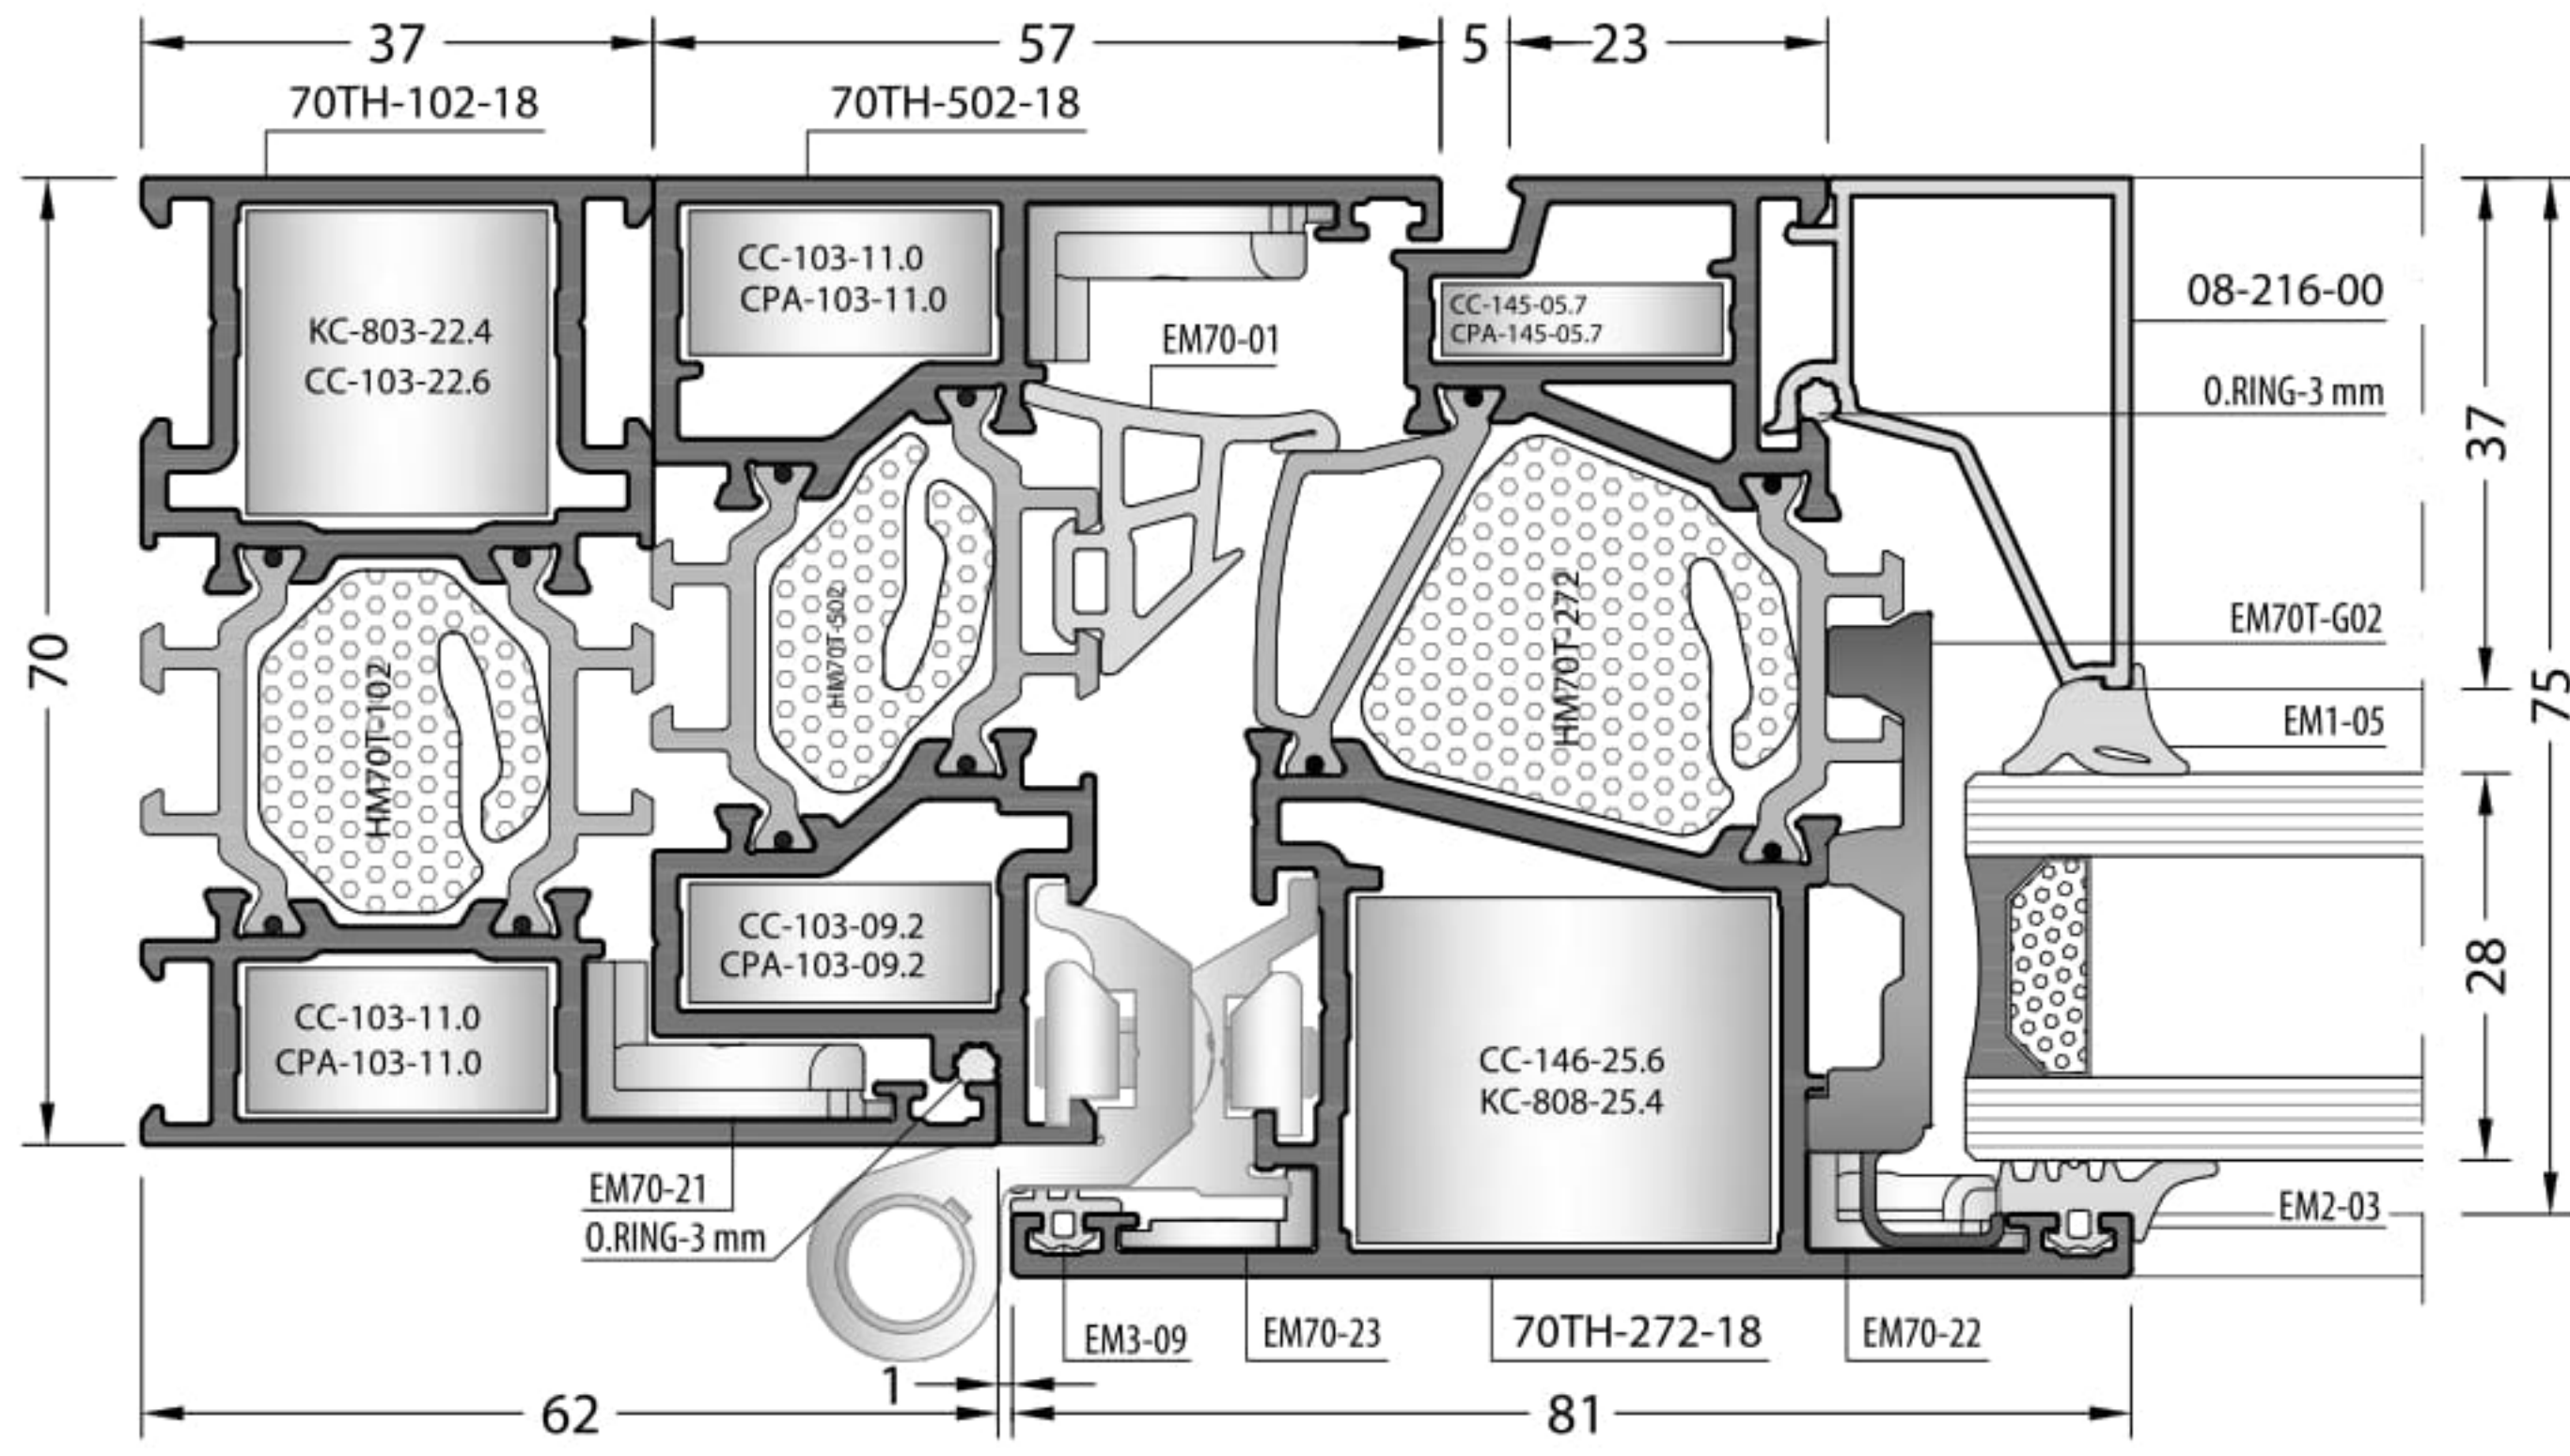 37
57
5
23
70TH-102-18
70TH-502-18
CC-103-11.0
CPA-103-11.0
KC-803-22.4
CC-103-22.6
EM70-01
CC-145-05.7
CPA-145-05.7
08-216-00
O.RING-3 mm
37
70
75
HM70T-102
HM70T-502
HM70T-272
EM70T-G02
EM1-05
CC-103-09.2
CPA-103-09.2
28
CC-103-11.0
CPA-103-11.0
CC-146-25.6
KC-808-25.4
EM70-21
O.RING-3 mm
EM2-03
EM3-09
EM70-23
70TH-272-18
EM70-22
1
62
81